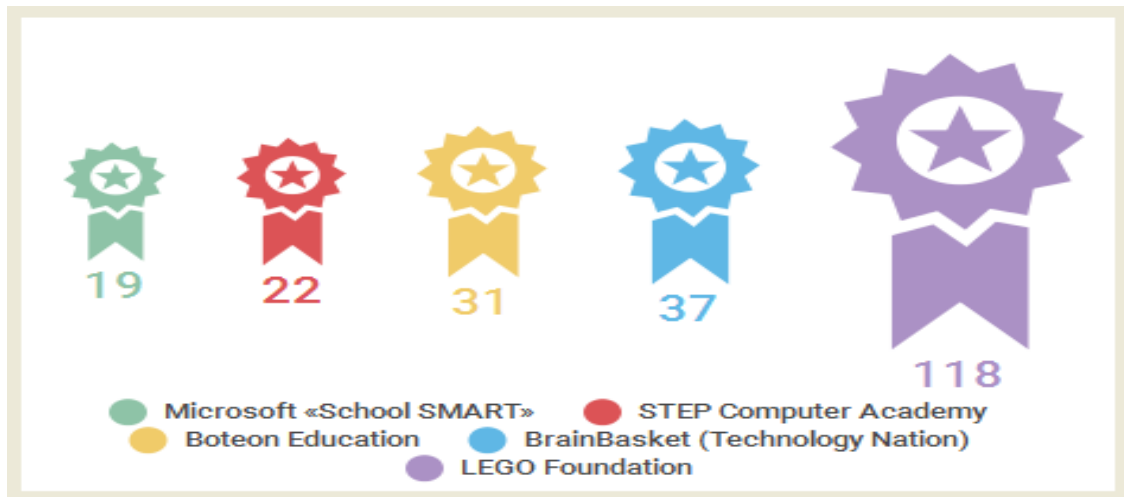 19
22
31
37
118
Microsoft «School SMART»
STEP Computer Academy
Boteon Education
BrainBasket (Technology Nation)
LEGO Foundation